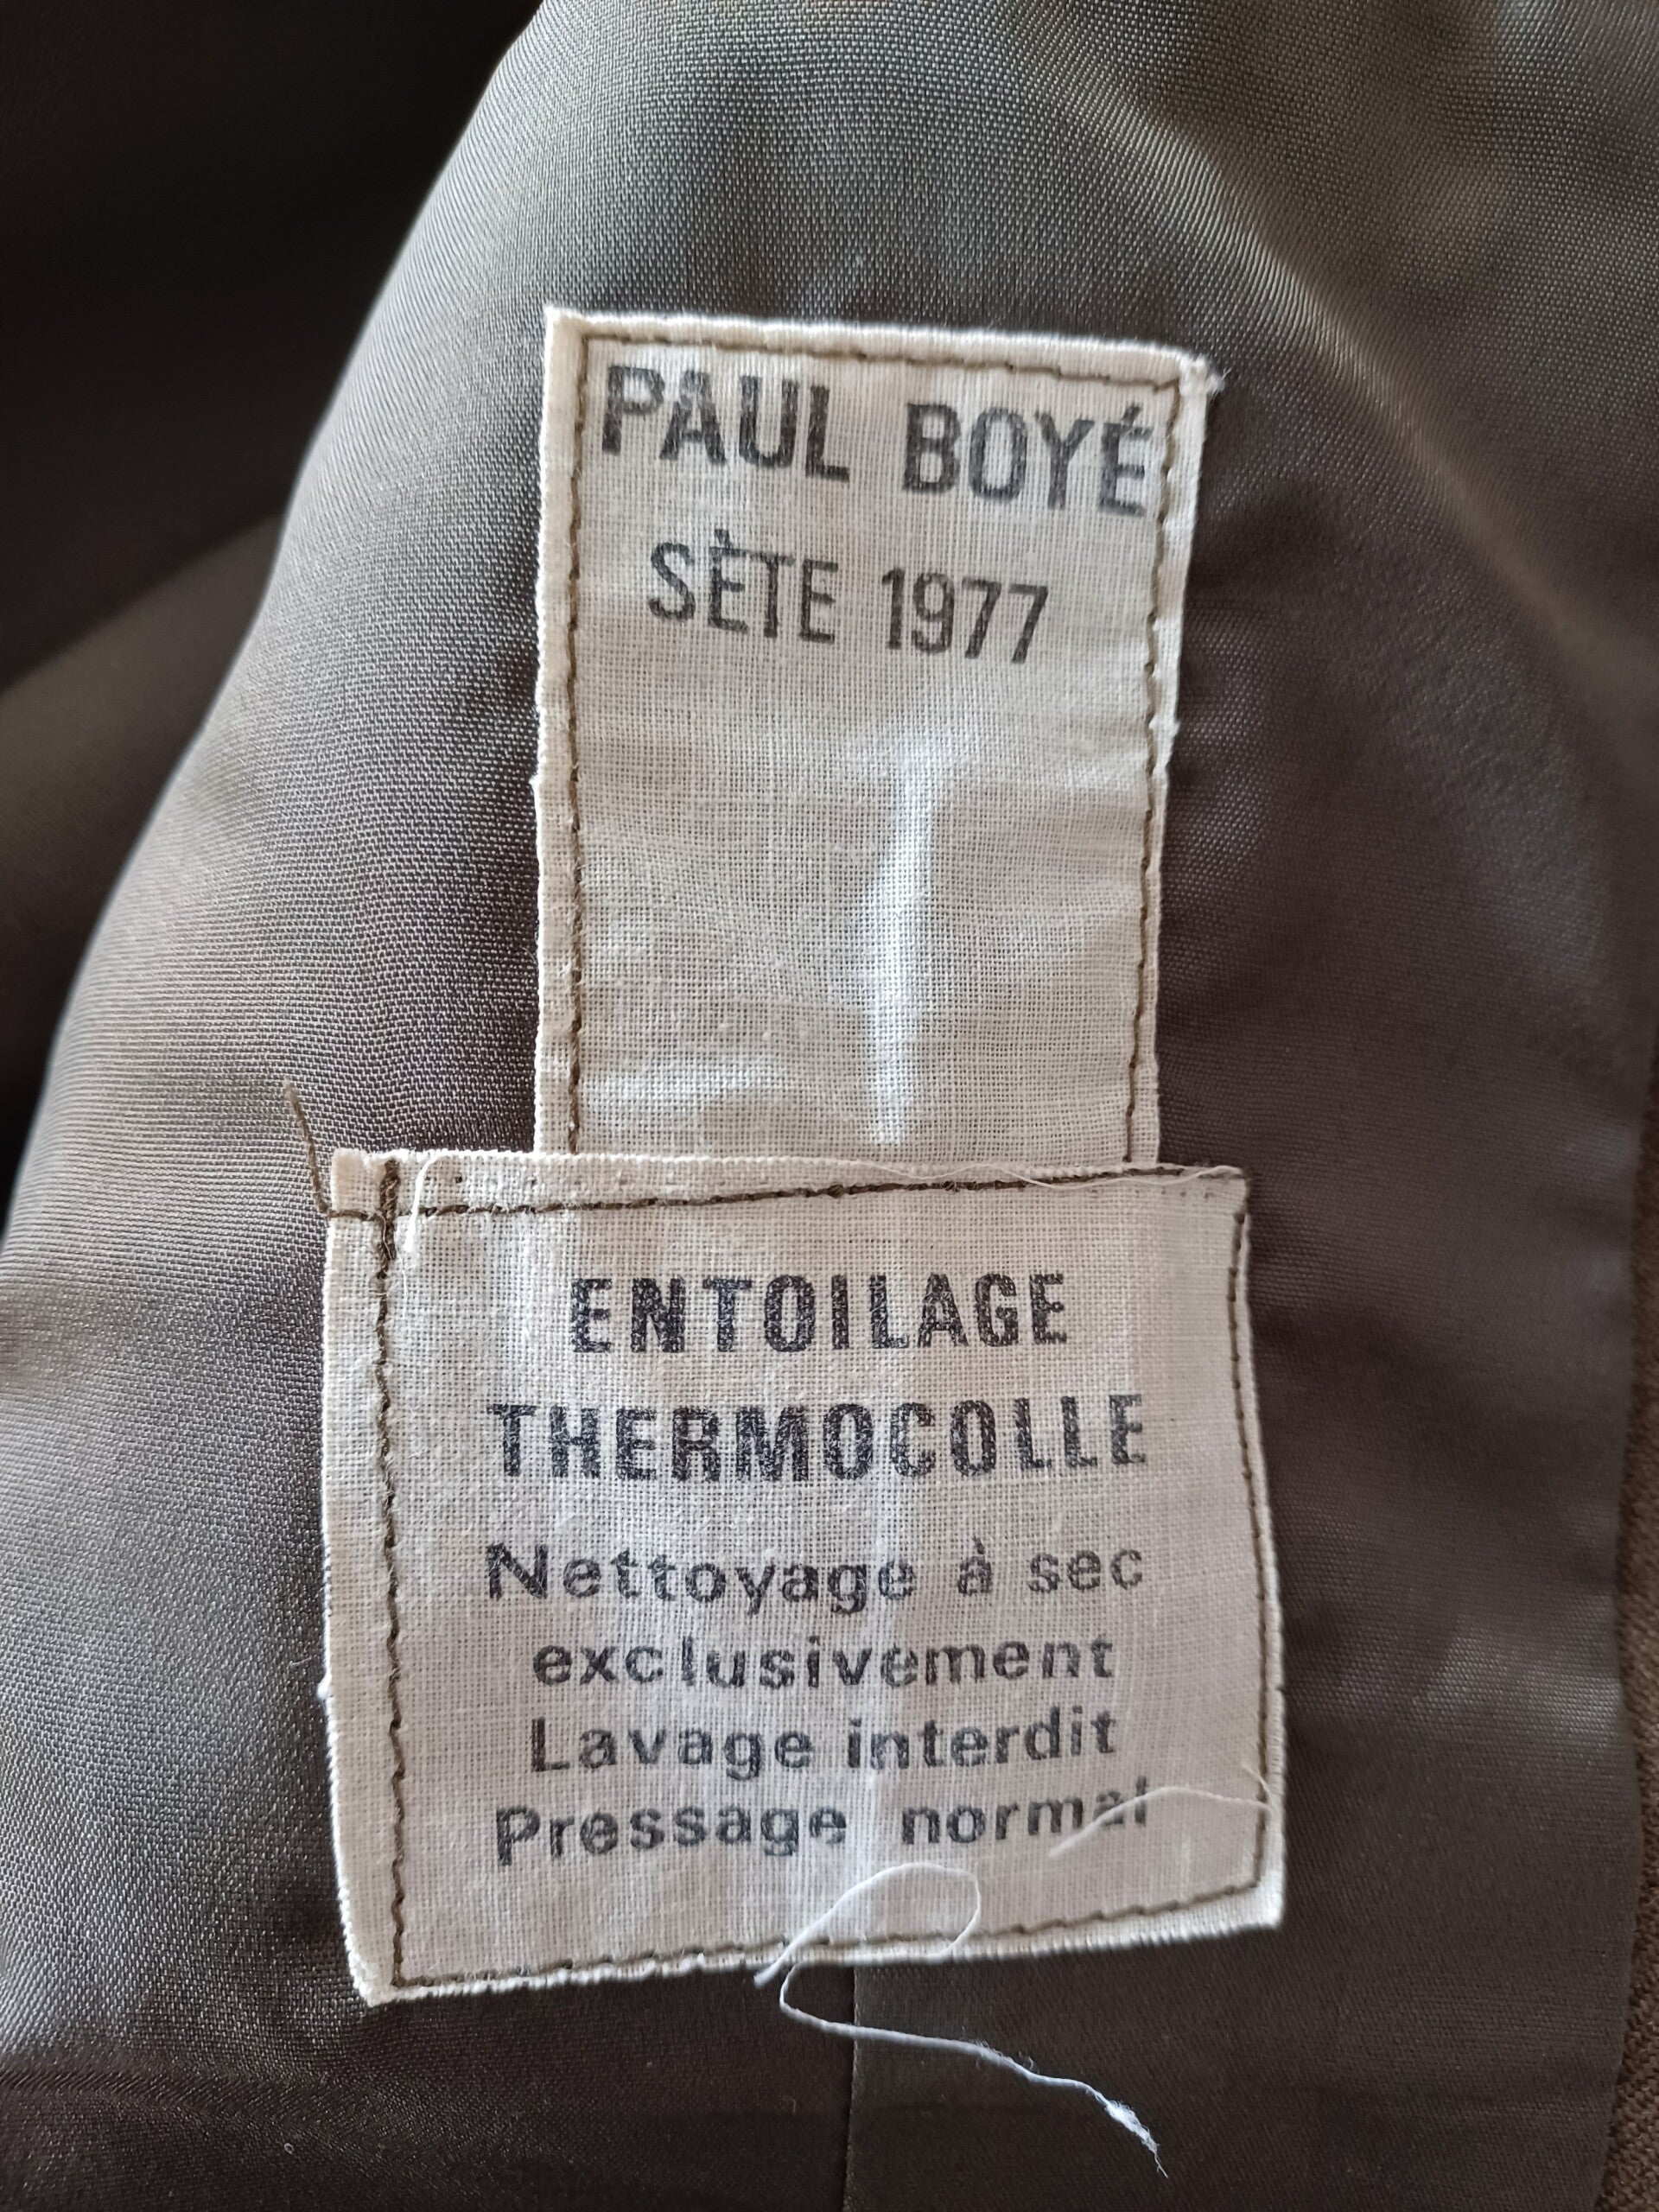 PAUL BOYÉ
SÈTE 1977
ENTOILAGE
THERMOCOLLE
Nettoyage à sec
exclusivement
Lavage interdit
Pressage normal